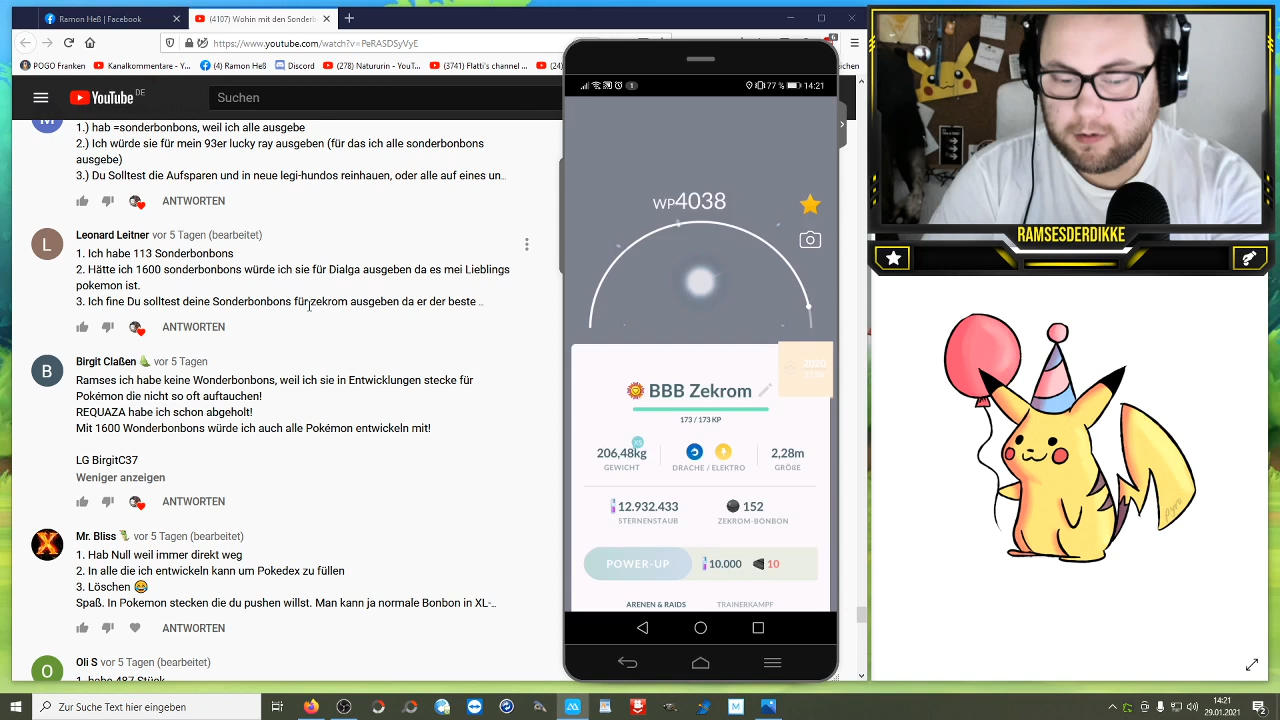 Ramon Heß | Facebook
(4107) Wohin mit den Sonderb
https://www.youtube.com/watch?v=PeRASDSyVyE
POGO Franken
Kanalkommentare - Y...
(4) Ramon Heß
Discord
(278) Naturturin - YouT...
(3741) Flatti's channel ...
(24)
YouTube DE
Suchen
1.) hab =sonderbonbons, weil ich alle ausgebe
2.) Ich würde sie für mein 93er lucky ray ausgeben (für das ich alle sonderbonbons
ausgebe)
3.) Du Solltest die Aufsparen und in neue legi-hundos reinhauen, oder alle auf eines un...
ANTWORTEN
L
Leonard Leitner vor 5 Tagen (bearbeitet)
1. Ich habe 113 Sonderbonbons
2. Hätte ich 1600 sonderbonbons würde ich sie für Dialga ausgeben da es mei Lieblings
pokemon ist.
3. Ich fine Du solltest deine Sonderbonbons fürzekrom ausgeben da er der beste ...
ANTWORTEN
B
Birgit Claßen vor 5 Tagen
Ramses ich habe keine Wonderbonbons, weil ich sie in Entwicklungen stecke für
Pokémon die nicht so oft auftauchen!
REQUAZA habe ich schon abgeholt!
Mit 1600 Wonderbonbons würde ich auch alle Pokémon entwickeln mit!
LG BirgitC37
Weniger anzeigen
ANTWORTEN
X
Mr. Bliss vor 5 Tagen (bearbeitet)
1. Hab Null weil immer direkt weg
2. In alle die ich entwickeln kann um Pokedex zu füllen
3. Löschen
Spaß. In Pokemon stecken die du pushen willst. Man kann ja normale Bonbon in XL-...
ANTWORTEN
O
Oli S vor 5 Tagen (bearbeitet)
1
77 % 14:21
WP4038
BBB Zekrom
173 / 173 KP
XS
206,48kg
GEWICHT
DRACHE / ELEKTRO
2,28m
GRÖßE
12.932.433
STERNENSTAUB
152
ZEKROM-BONBON
POWER-UP
10.000
10
ARENEN & RAIDS
TRAINERKAMPF
RAMSESDERDIKKE
pyro
Zur Suche Text hier eingeben
14:21
29.01.2021